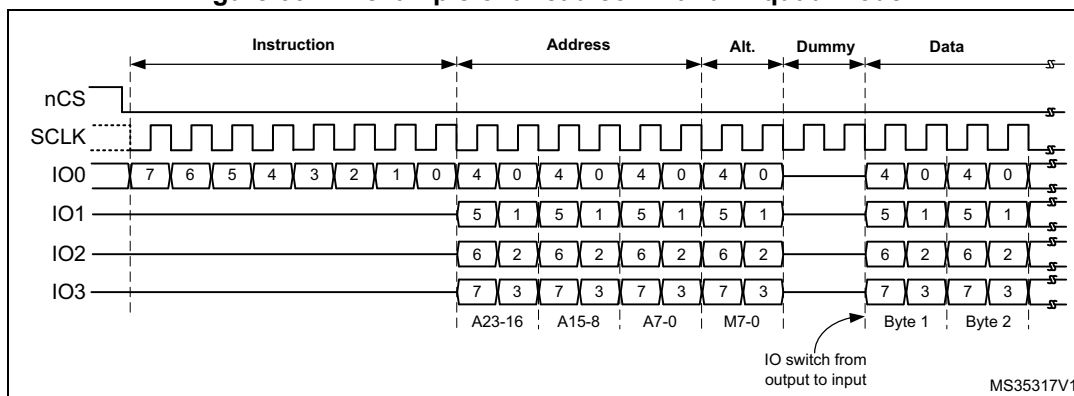 Instruction Address Alt. Dummy Data
nCS
SCLK
IO0 7 6 5 4 3 2 1 0 4 0 4 0 4 0 4 0 4 0 4 0
IO1 5 1 5 1 5 1 5 1 5 1 5 1
IO2 6 2 6 2 6 2 6 2 6 2 6 2
IO3 7 3 7 3 7 3 7 3 7 3 7 3
A23-16 A15-8 A7-0 M7-0 Byte 1 Byte 2
IO switch from
output to input
MS35317V1